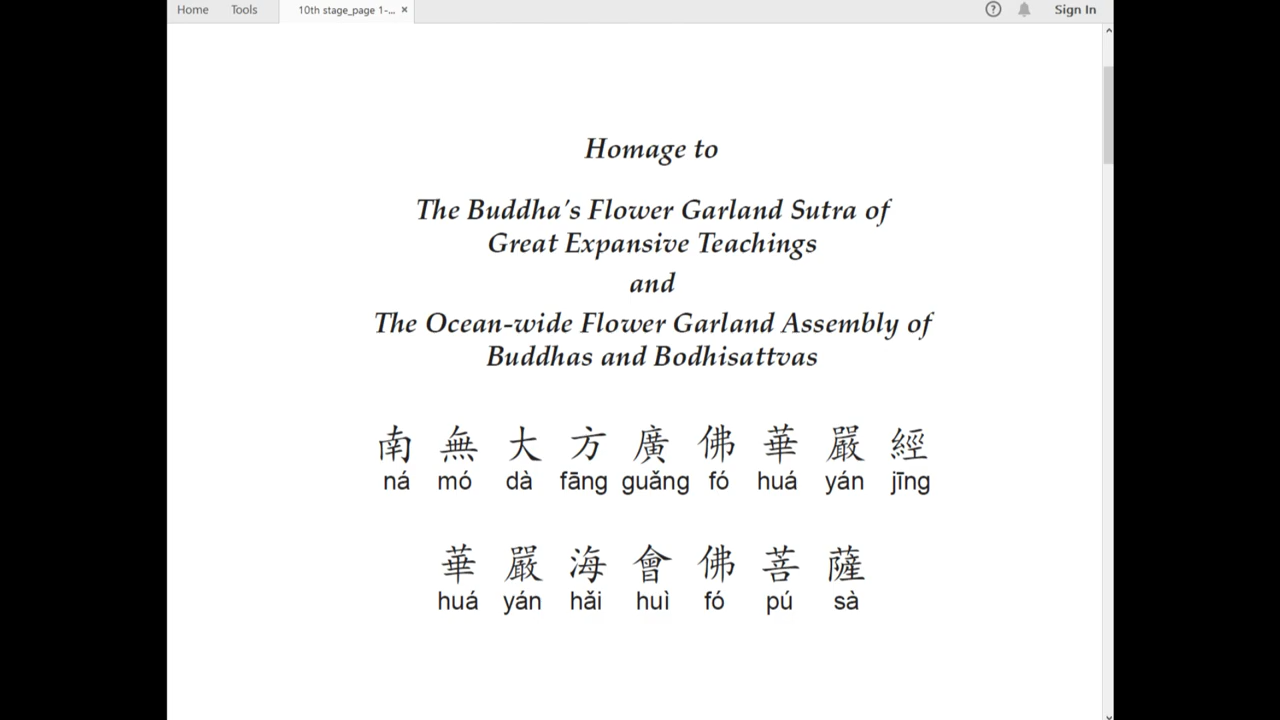 Home Tools 10th stage_page 1-... × ? Sign In
Homage to
The Buddha's Flower Garland Sutra of
Great Expansive Teachings
and
The Ocean-wide Flower Garland Assembly of
Buddhas and Bodhisattvas
南 無 大 方 廣 佛 華 嚴 經
ná mó dà fāng guǎng fó huá yán jīng
華 嚴 海 會 佛 菩 薩
huá yán hǎi huì fó pú sà